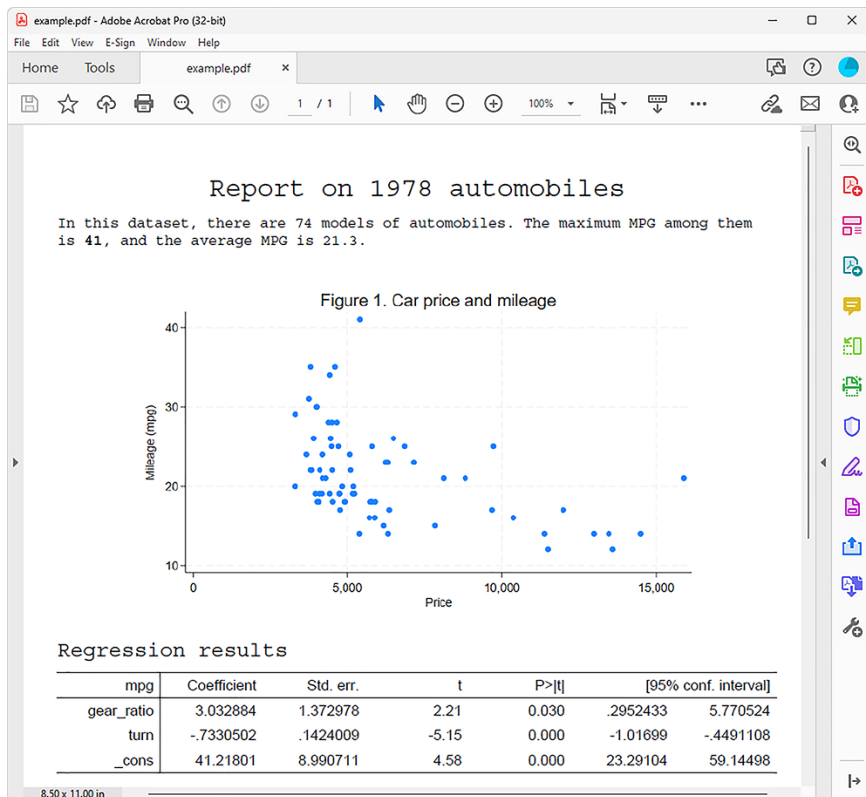 example.pdf - Adobe Acrobat Pro (32-bit)
File Edit View E-Sign Window Help
Home Tools example.pdf ×
1 / 1 100%
Report on 1978 automobiles
In this dataset, there are 74 models of automobiles. The maximum MPG among them
is 41, and the average MPG is 21.3.
Figure 1. Car price and mileage
40
30
20
10
Mileage (mpg)
0 5,000 10,000 15,000
Price
Regression results
mpg Coefficient Std. err. t P>|t| [95% conf. interval]
gear_ratio 3.032884 1.372978 2.21 0.030 .2952433 5.770524
turn -.7330502 .1424009 -5.15 0.000 -1.01699 -.4491108
_cons 41.21801 8.990711 4.58 0.000 23.29104 59.14498
8.50 x 11.00 in